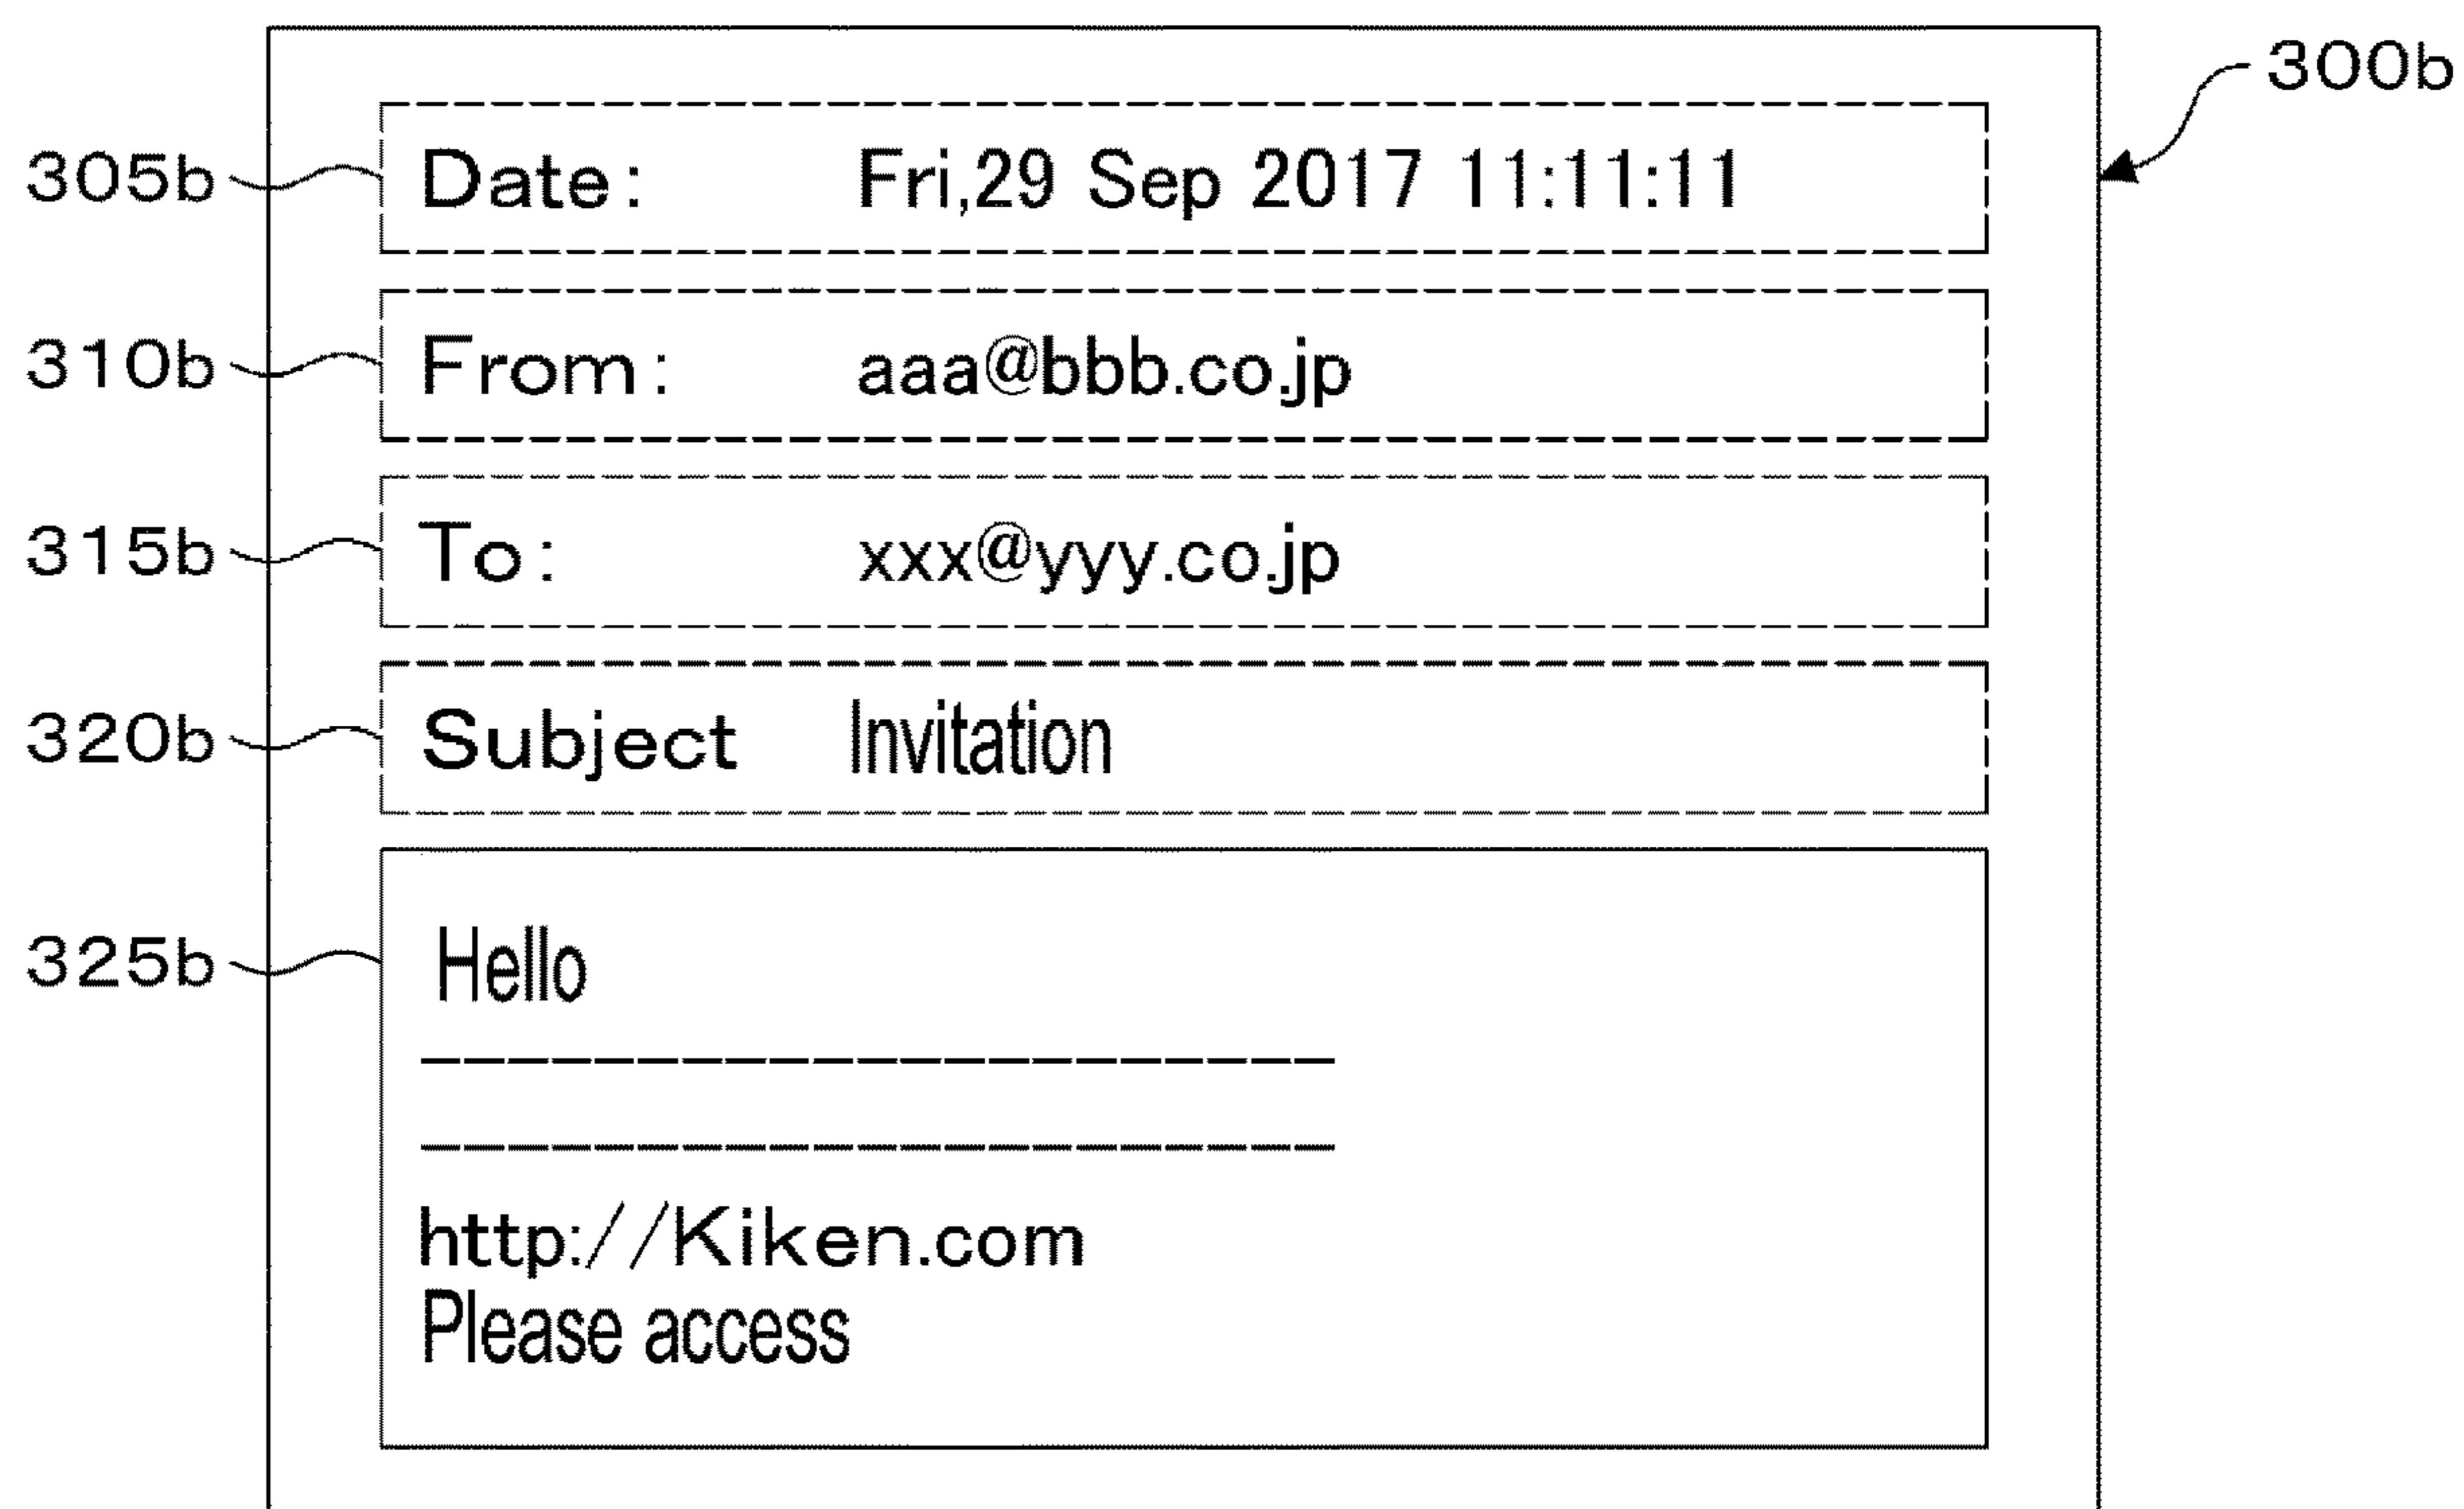 300b
305b Date: Fri,29 Sep 2017 11:11:11
310b From: aaa@bbb.co.jp
315b To: xxx@yyy.co.jp
320b Subject Invitation
325b Hello
http://Kiken.com
Please access